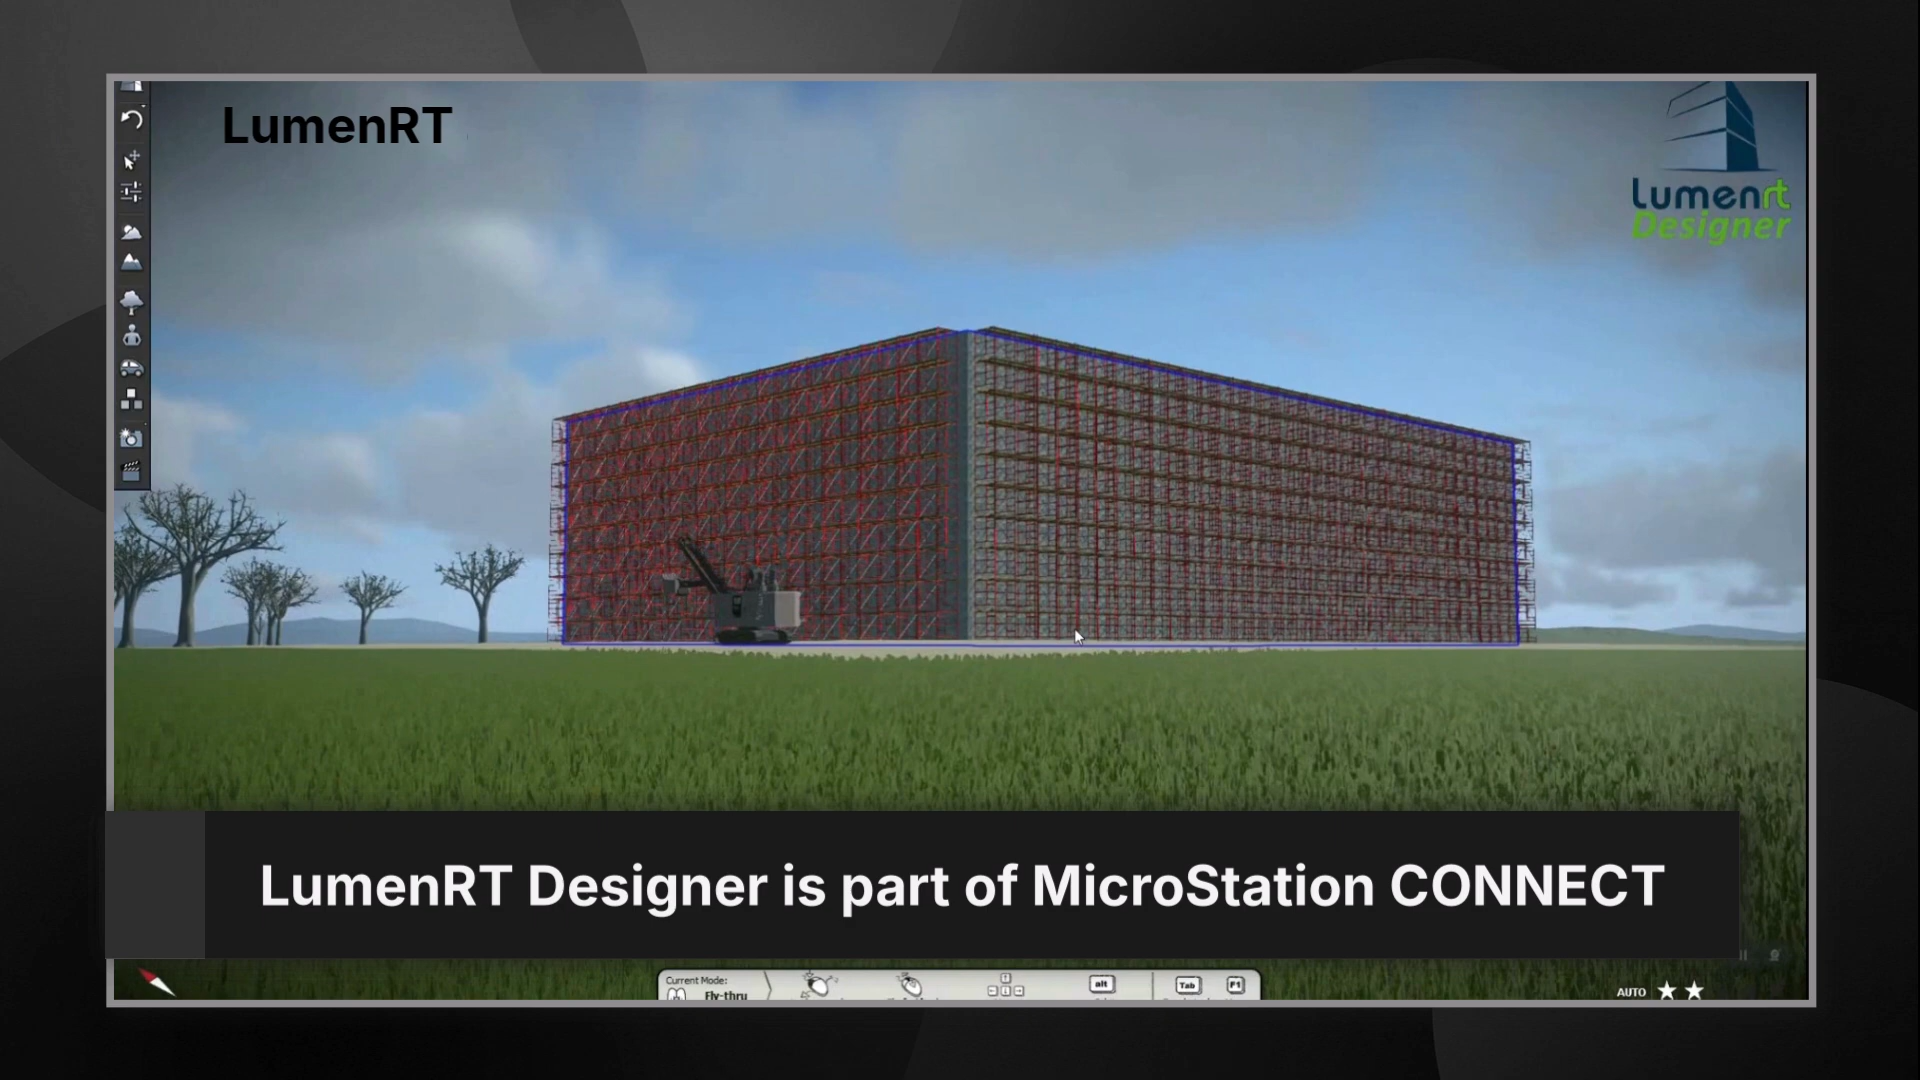 LumenRT
Lumenrt
Designer
LumenRT Designer is part of MicroStation CONNECT
Current Mode:
Fly-thru
alt
Tab
F1
AUTO